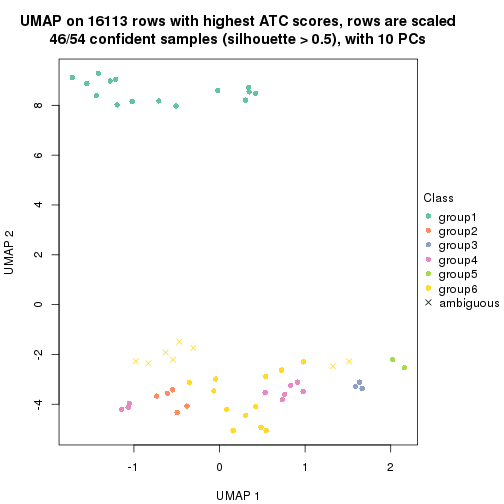 UMAP on 16113 rows with highest ATC scores, rows are scaled
46/54 confident samples (silhouette > 0.5), with 10 PCs
8
6
4
2
0
-2
-4
UMAP 2
-1
0
1
2
UMAP 1
Class
group1
group2
group3
group4
group5
group6
ambiguous